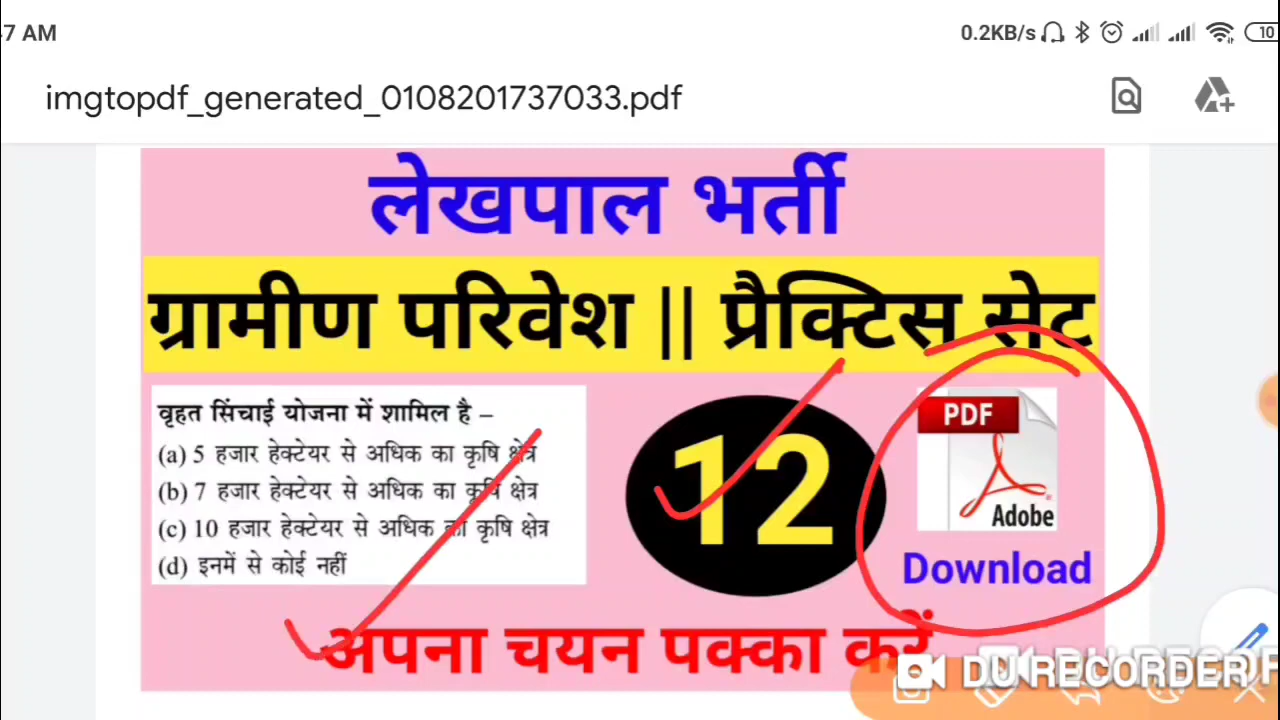 7 AM
0.2KB/s
10
imgtopdf_generated_0108201737033.pdf
लेखपाल भर्ती
ग्रामीण परिवेश || प्रैक्टिस सेट
वृहत सिंचाई योजना में शामिल है –
(a) 5 हजार हेक्टेयर से अधिक का कृषि क्षेत्र
(b) 7 हजार हेक्टेयर से अधिक का कृषि क्षेत्र
(c) 10 हजार हेक्टेयर से अधिक का कृषि क्षेत्र
(d) इनमें से कोई नहीं
12
PDF
Adobe
Download
अपना चयन पक्का करें
DU RECORDER